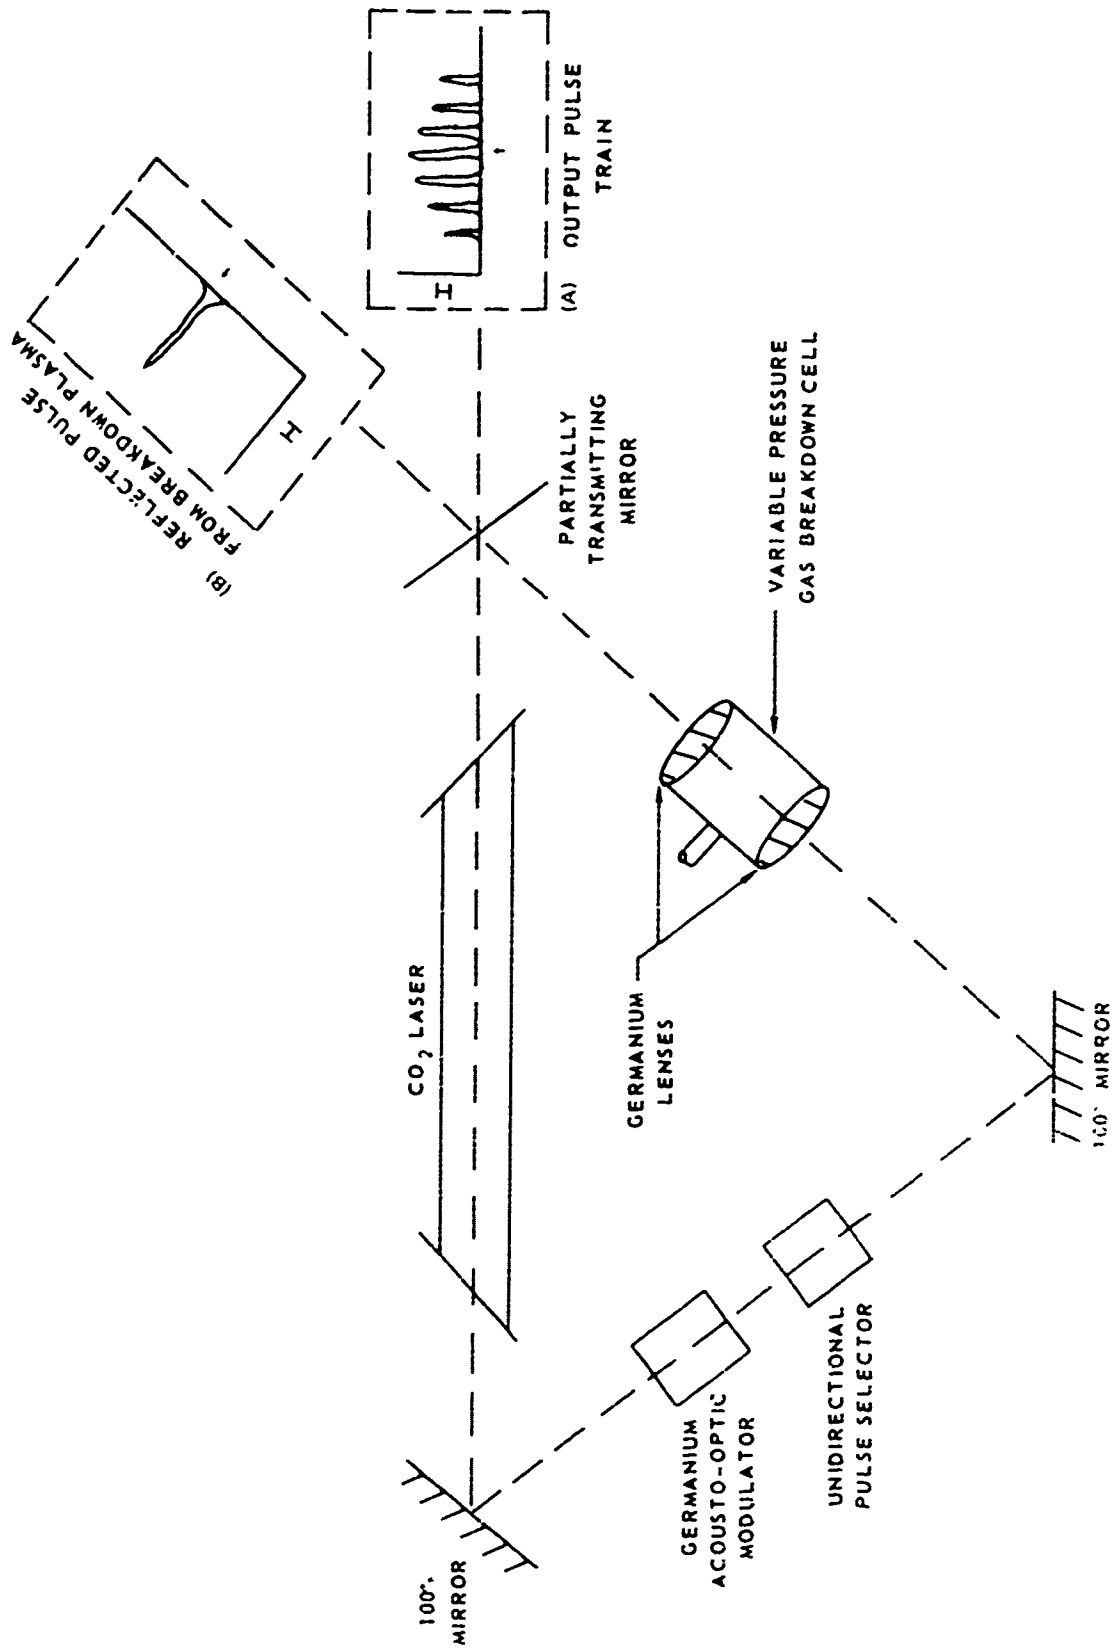 (B) REFLECTED PULSE
FROM BREAKDOWN PLASMA
I
I
(A) OUTPUT PULSE
TRAIN
PARTIALLY
TRANSMITTING
MIRROR
VARIABLE PRESSURE
GAS BREAKDOWN CELL
CO₂ LASER
GERMANIUM
LENSES
MIRROR
GERMANIUM
ACOUSTO-OPTIC
MODULATOR
UNIDIRECTIONAL
PULSE SELECTOR
MIRROR